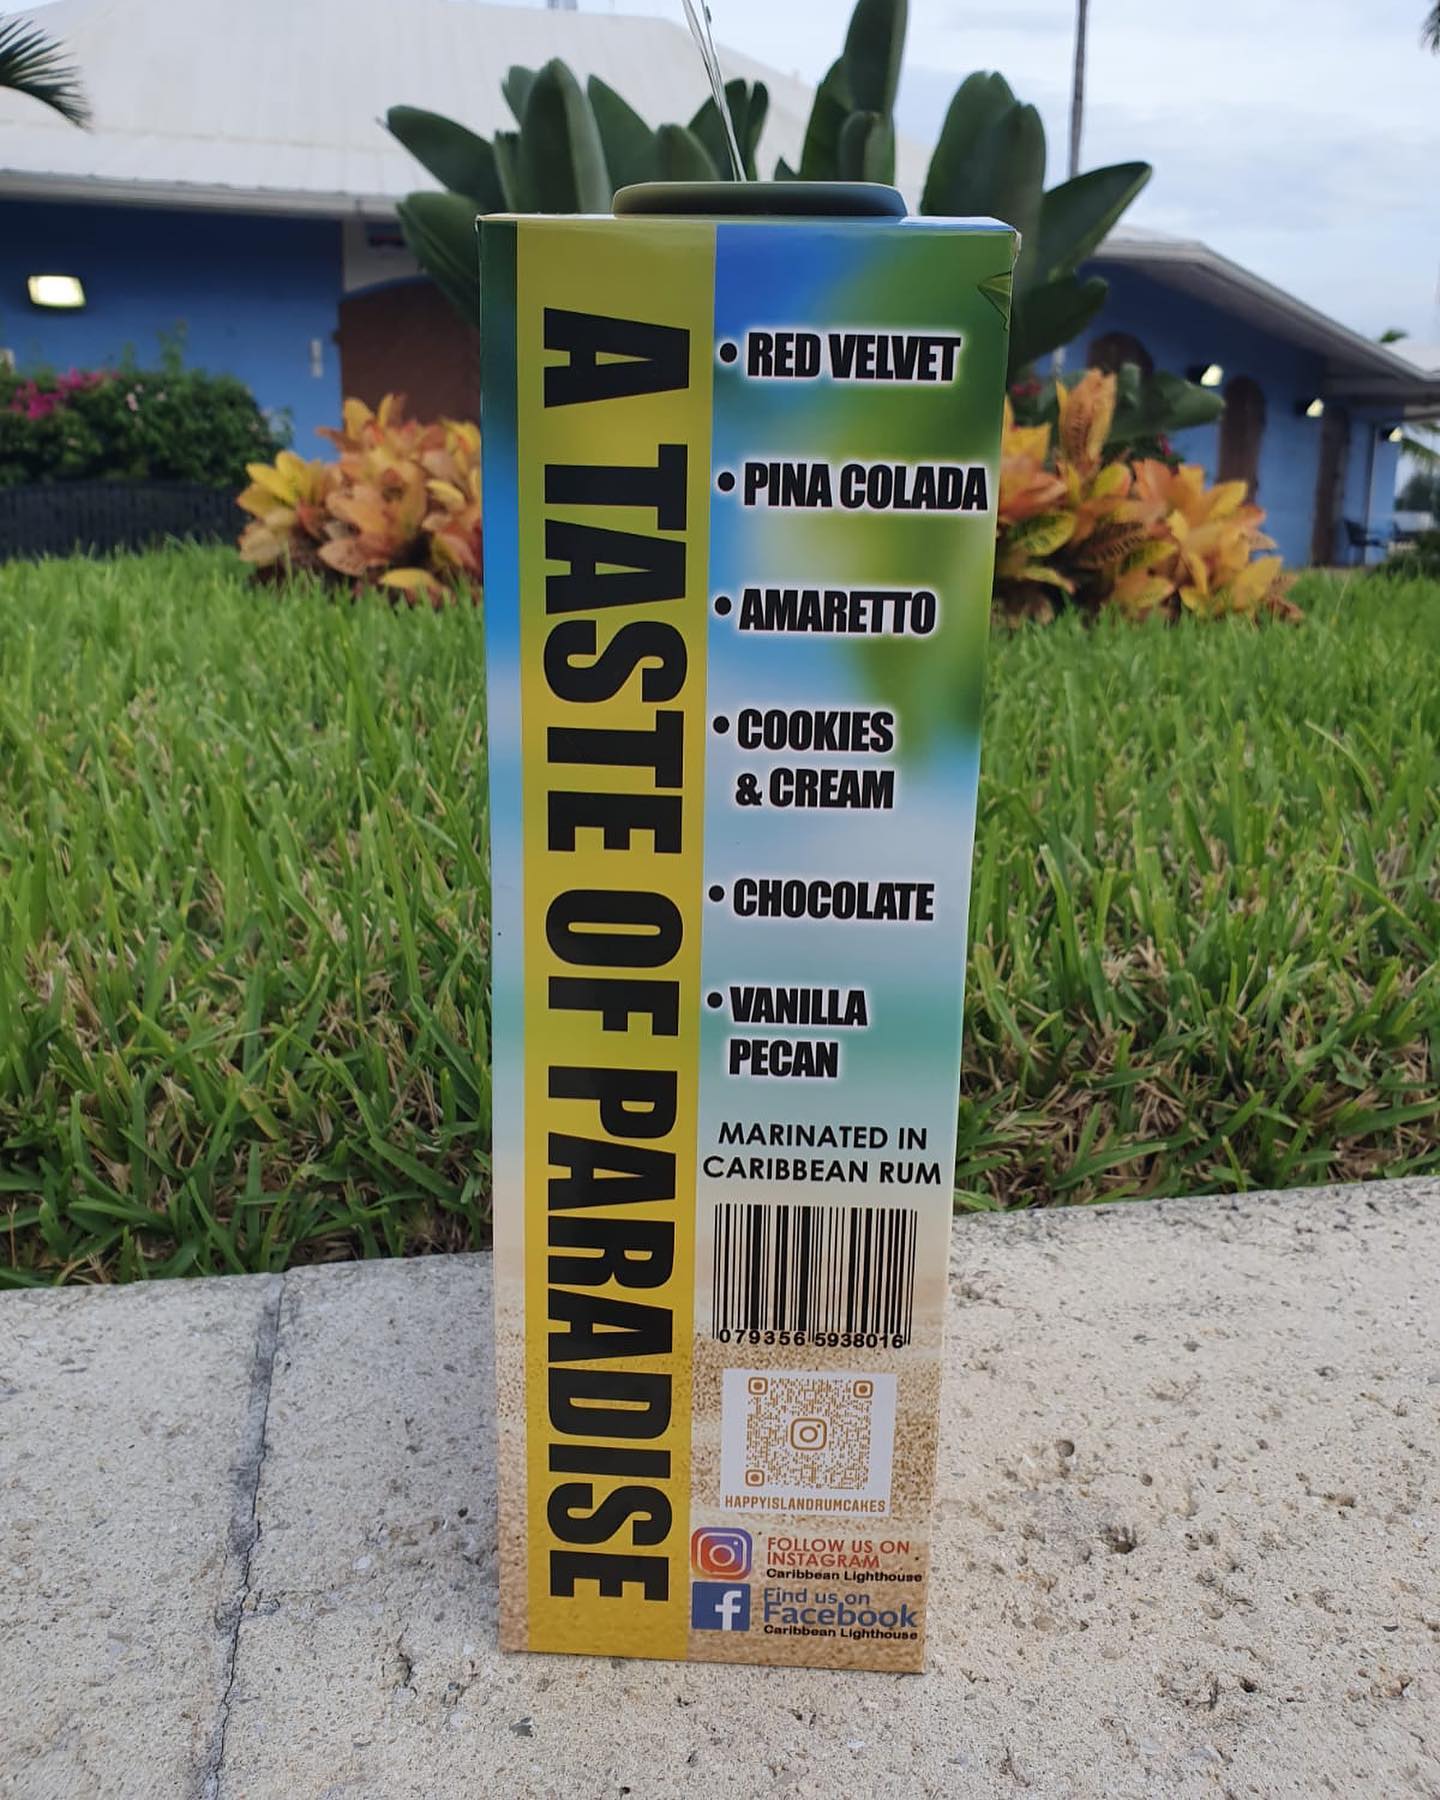 A TASTE OF PARADISE
• RED VELVET
• PINA COLADA
• AMARETTO
• COOKIES
& CREAM
• CHOCOLATE
• VANILLA
PECAN
MARINATED IN
CARIBBEAN RUM
079356 5938016
HAPPYISLANDRUMCAKES
FOLLOW US ON
INSTAGRAM
Caribbean Lighthouse
Find us on
Facebook
Caribbean Lighthouse